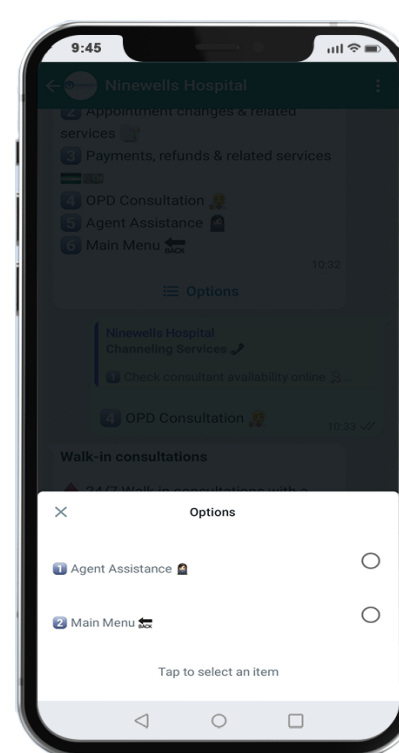 9:45
Ninewells Hospital
2 Appointment changes & related
services
3 Payments, refunds & related services
4 OPD Consultation
5 Agent Assistance
6 Main Menu BACK
10:32
Options
Ninewells Hospital
Channeling Services
1 Check consultant availability online ...
4 OPD Consultation
10:33
Walk-in consultations
24/7 Walk-in consultations with a
Options
1 Agent Assistance
2 Main Menu BACK
Tap to select an item